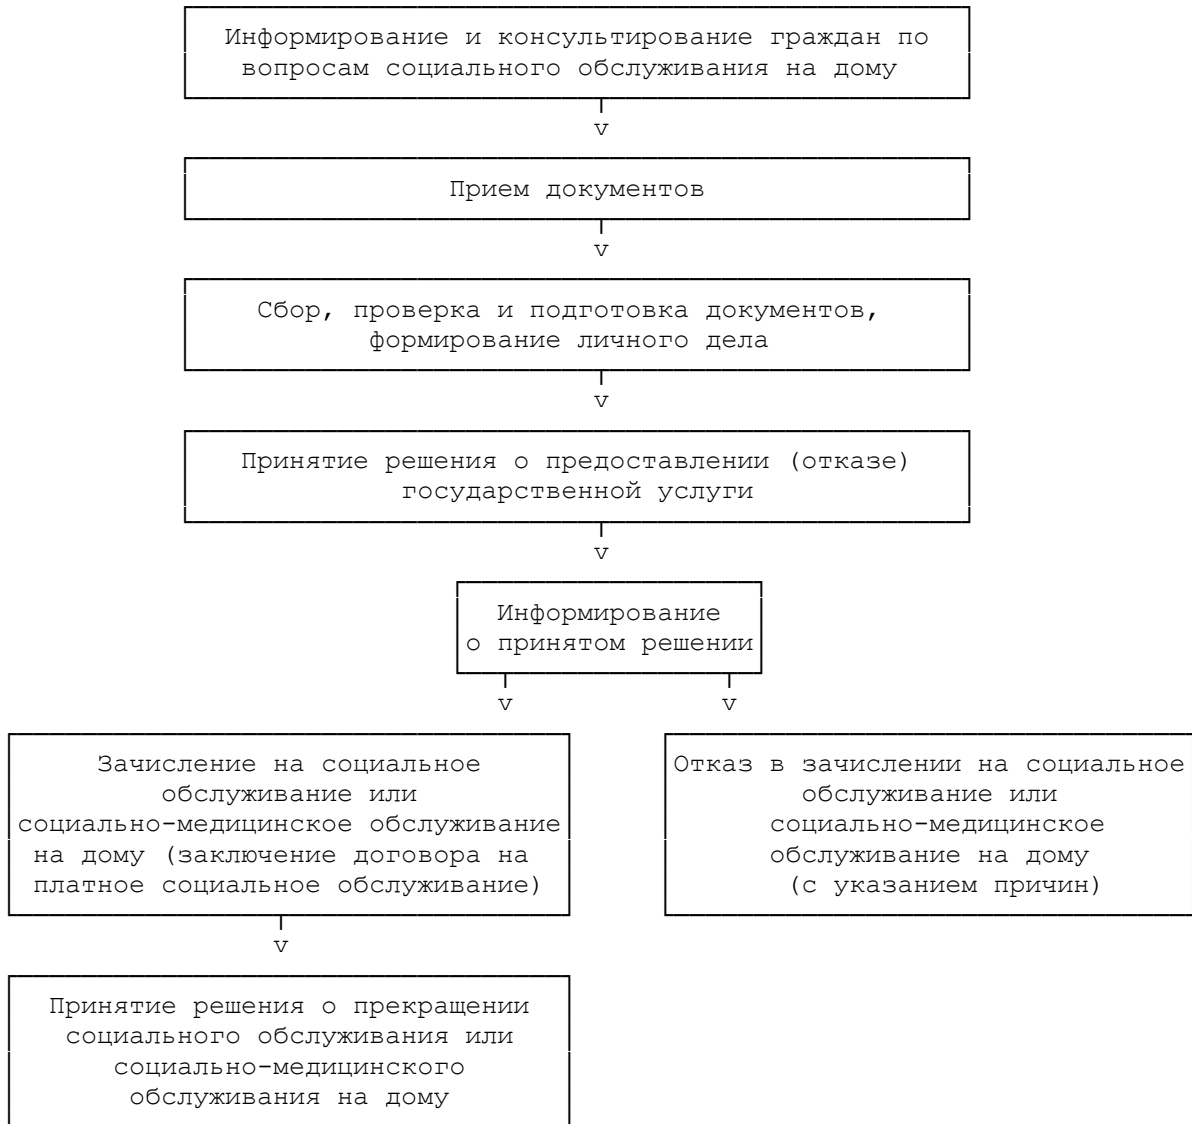 Информирование и консультирование граждан по
вопросам социального обслуживания на дому
v
Прием документов
v
Сбор, проверка и подготовка документов,
формирование личного дела
v
Принятие решения о предоставлении (отказе)
государственной услуги
v
Информирование
о принятом решении
v v
Зачисление на социальное
обслуживание или
социально-медицинское обслуживание
на дому (заключение договора на
платное социальное обслуживание)
Отказ в зачислении на социальное
обслуживание или
социально-медицинское
обслуживание на дому
(с указанием причин)
v
Принятие решения о прекращении
социального обслуживания или
социально-медицинского
обслуживания на дому